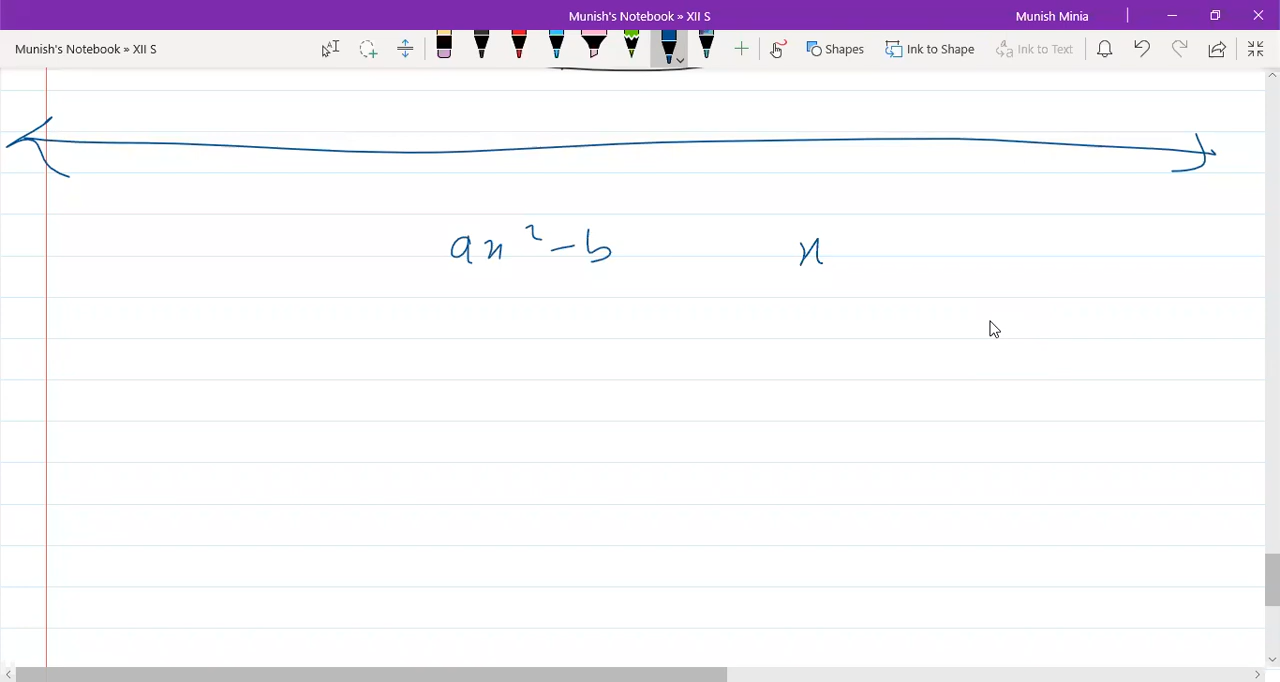 Munish's Notebook » XII S
Munish Minia
Munish's Notebook » XII S
Shapes
Ink to Shape
Ink to Text
ax² - b x